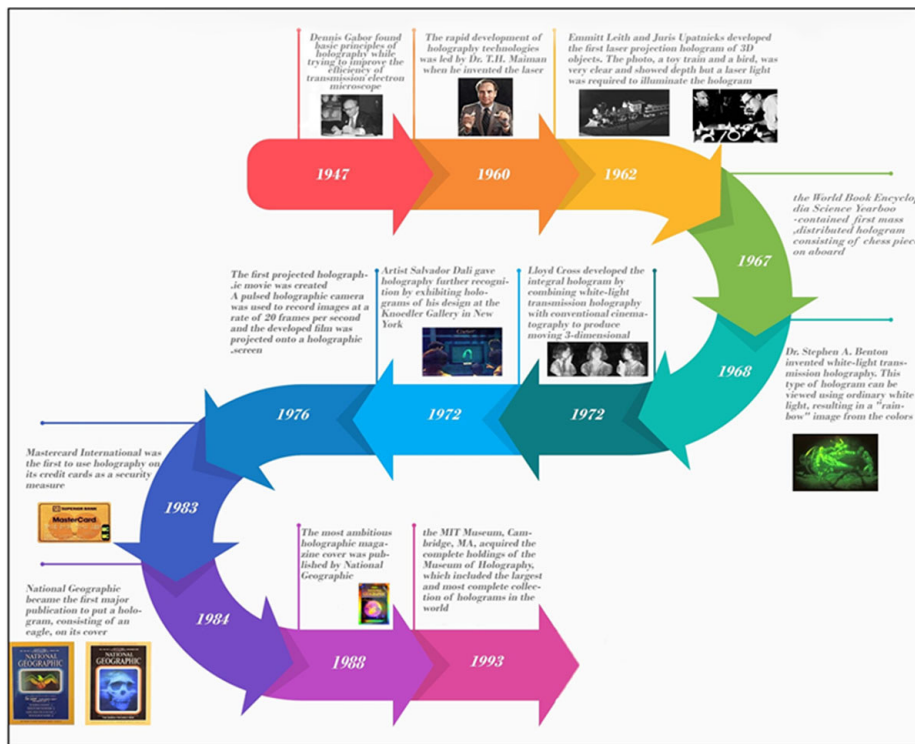 Dennis Gabor found
basic principles of
holography while
trying to improve the
efficiency of
transmission electron
microscope
1947
The rapid development of
holography technologies
was led by Dr. T.H. Maiman
when he invented the laser
1960
Emmitt Leith and Juris Upatnicks developed
the first laser projection hologram of 3D
objects. The photo, a toy train and a bird, was
very clear and showed depth but a laser light
was required to illuminate the hologram
1962
the World Book Encyclop
dia Science Yearboo
-contained first mass
,distributed hologram
consisting of chess piec
on aboard
1967
Dr. Stephen A. Benton
invented white-light trans-
mission holography. This
type of hologram can be
viewed using ordinary white
light, resulting in a "rain-
bow" image from the colors
1968
Lloyd Cross developed the
integral hologram by
combining white-light
transmission holography
with conventional cinema-
tography to produce
moving 3-dimensional
1972
Artist Salvador Dali gave
holography further recogni-
tion by exhibiting holo-
grams of his design at the
Knoedler Gallery in New
York
1972
The first projected holograph-
.ic movie was created
A pulsed holographic camera
was used to record images at a
rate of 20 frames per second
and the developed film was
projected onto a holographic
.screen
1976
Mastercard International was
the first to use holography on
its credit cards as a security
measure
MasterCard
1983
National Geographic
became the first major
publication to put a holo-
gram, consisting of an
eagle, on its cover
NATIONAL
GEOGRAPHIC
NATIONAL
GEOGRAPHIC
1984
The most ambitious
holographic maga-
zine cover was pub-
lished by National
Geographic
1988
the MIT Museum, Cam-
bridge, MA, acquired the
complete holdings of the
Museum of Holography,
which included the largest
and most complete collec-
tion of holograms in the
world
1993